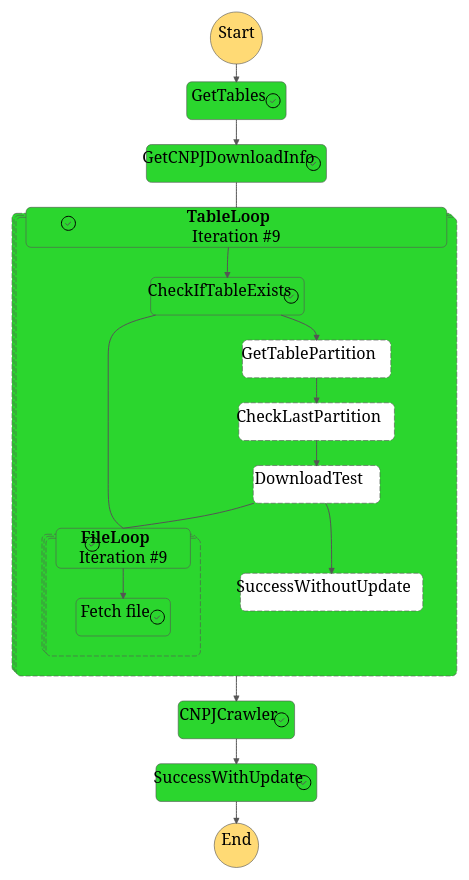 Start
GetTables
GetCNPJDownloadInfo
TableLoop
Iteration #9
CheckIfTableExists
GetTablePartition
CheckLastPartition
DownloadTest
FileLoop
Iteration #9
SuccessWithoutUpdate
Fetch file
CNPJCrawler
SuccessWithUpdate
End